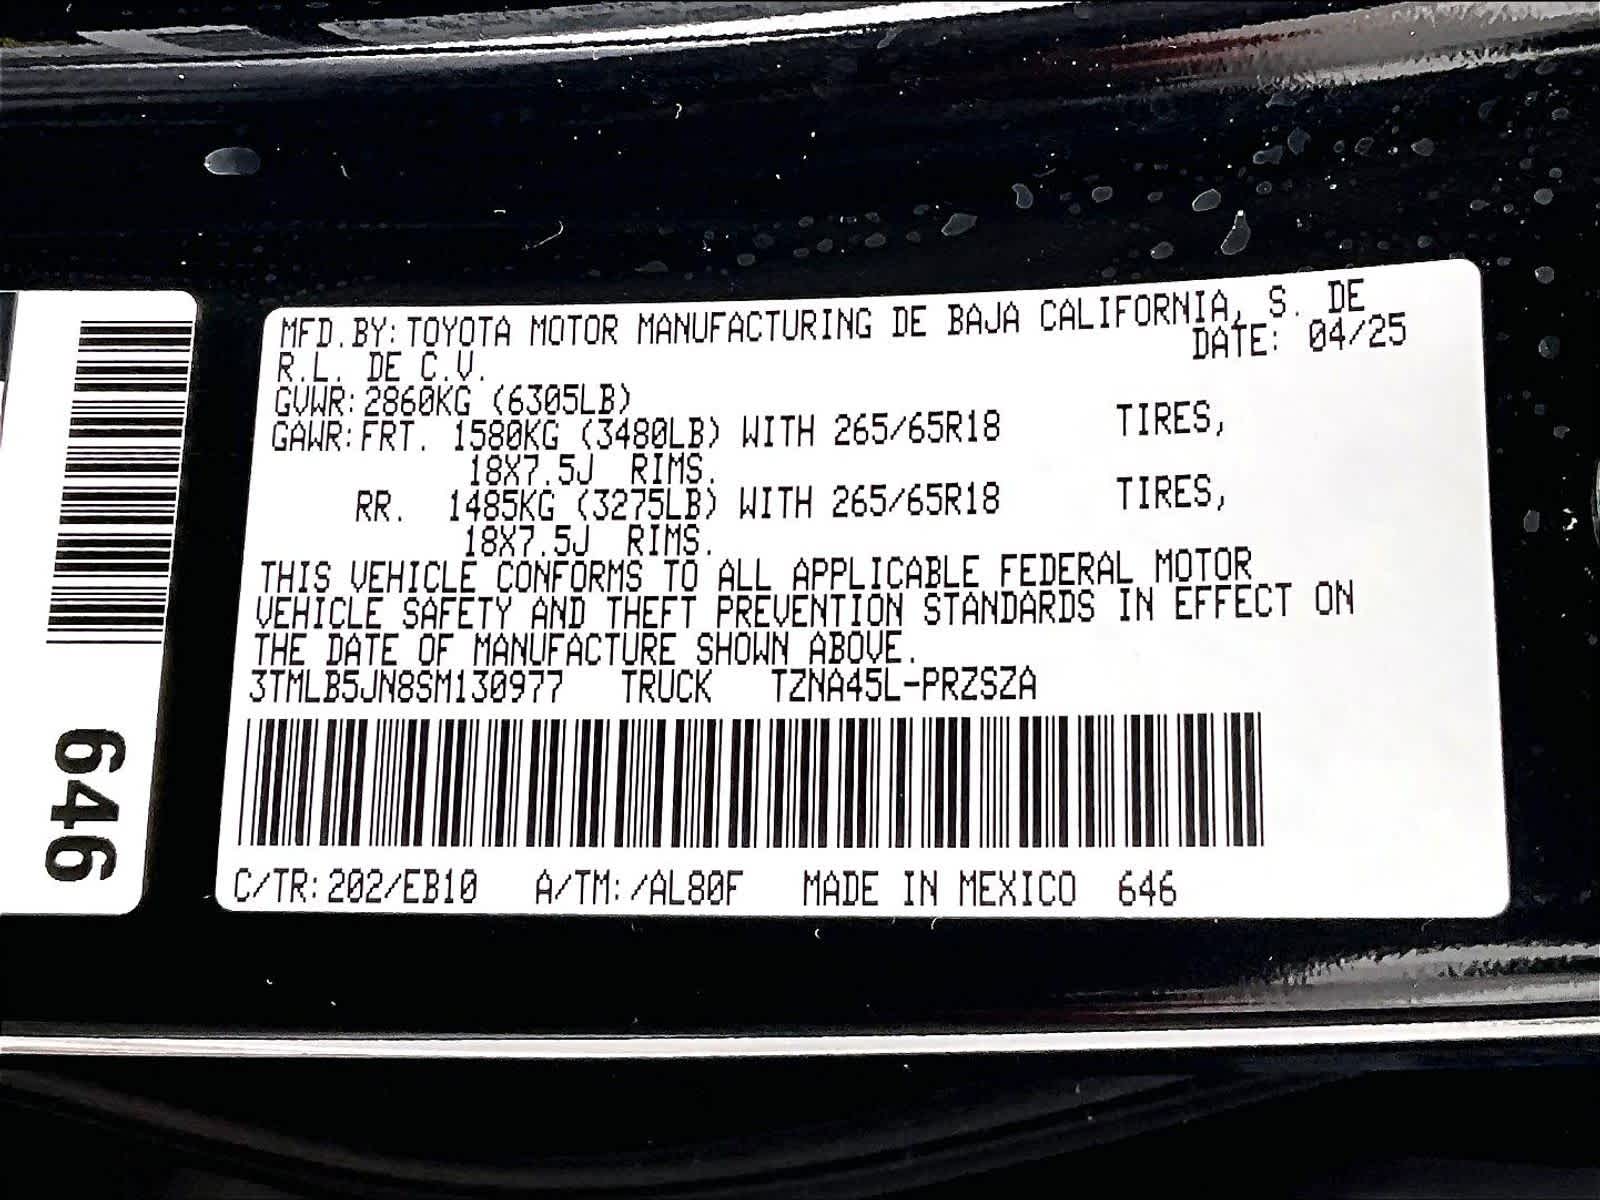 MFD.BY:TOYOTA MOTOR MANUFACTURING DE BAJA CALIFORNIA, S. DE
R.L. DE C.V.
DATE: 04/25
GVWR:2860KG (6305LB)
GAWR:FRT. 1580KG (3480LB) WITH 265/65R18 TIRES,
18X7.5J RIMS.
RR. 1485KG (3275LB) WITH 265/65R18 TIRES,
18X7.5J RIMS.
THIS VEHICLE CONFORMS TO ALL APPLICABLE FEDERAL MOTOR
VEHICLE SAFETY AND THEFT PREVENTION STANDARDS IN EFFECT ON
THE DATE OF MANUFACTURE SHOWN ABOVE.
3TMLB5JN8SM130977 TRUCK TZNA45L-PRZSZA
C/TR:202/EB10 A/TM:/AL80F MADE IN MEXICO 646
646